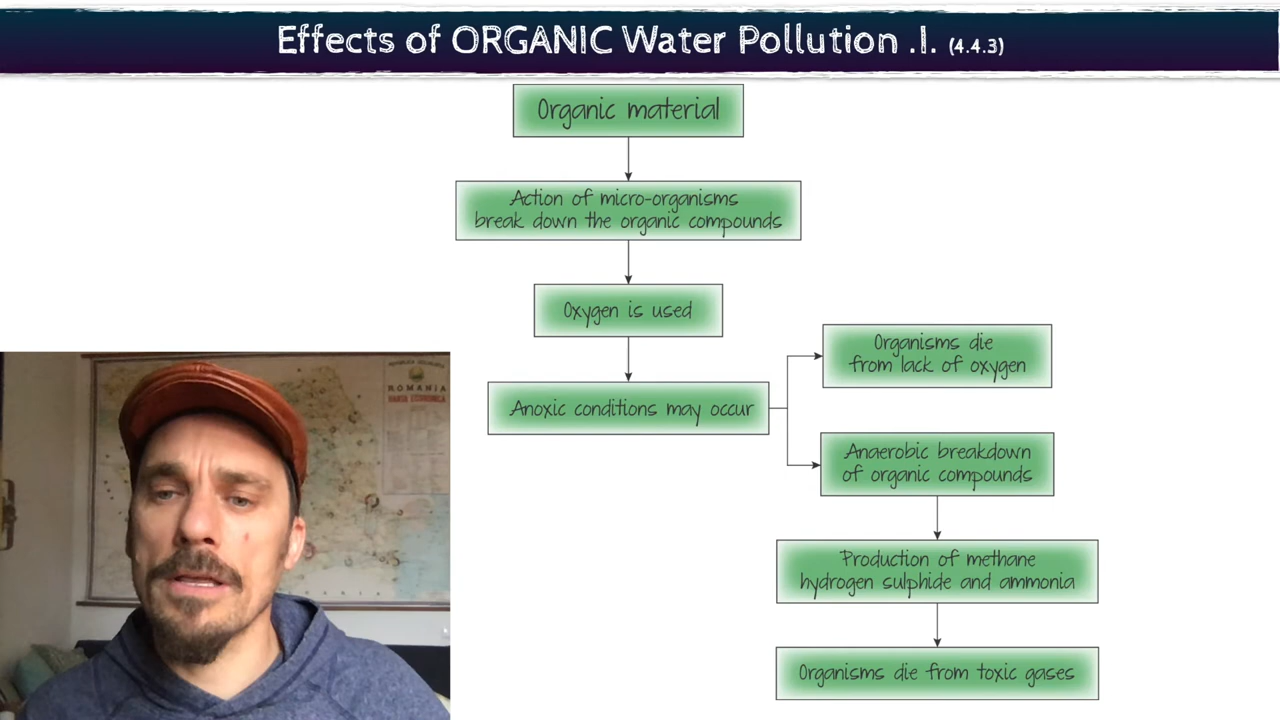 Effects of ORGANIC Water Pollution .I. (4.4.3)
Organic material
Action of micro-organisms
break down the organic compounds
Oxygen is used
Anoxic conditions may occur
Organisms die
from lack of oxygen
Anaerobic breakdown
of organic compounds
Production of methane
hydrogen sulphide and ammonia
Organisms die from toxic gases
ROMANIA